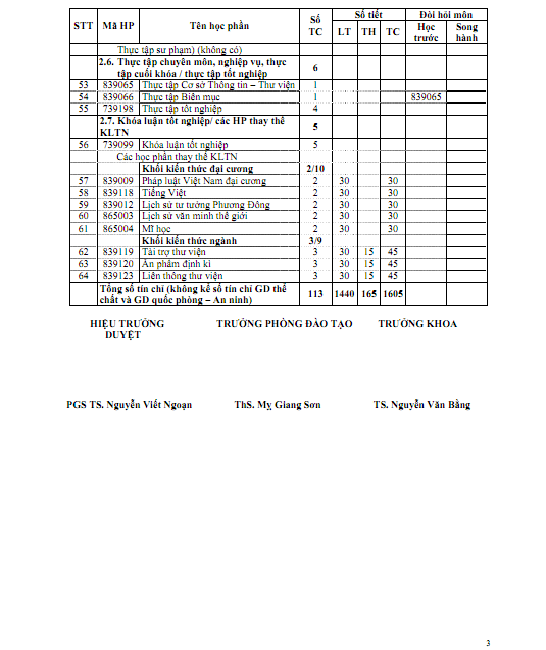 STT Mã HP Tên học phần Số TC Số tiết Đòi hỏi môn
LT TH TC Học trước Song hành
Thực tập sư phạm) (không có)
2.6. Thực tập chuyên môn, nghiệp vụ, thực
tập cuối khóa / thực tập tốt nghiệp 6
53 839065 Thực tập Cơ sở Thông tin – Thư viện 1
54 839066 Thực tập Biên mục 1 839065
55 739198 Thực tập tốt nghiệp 4
2.7. Khóa luận tốt nghiệp/ các HP thay thế
KLTN 5
56 739099 Khóa luận tốt nghiệp 5
Các học phần thay thế KLTN
Khối kiến thức đại cương 2/10
57 839009 Pháp luật Việt Nam đại cương 2 30 30
58 839118 Tiếng Việt 2 30 30
59 839012 Lịch sử tư tưởng Phương Đông 2 30 30
60 865003 Lịch sử văn minh thế giới 2 30 30
61 865004 Mĩ học 2 30 30
Khối kiến thức ngành 3/9
62 839119 Tài trợ thư viện 3 30 15 45
63 839120 Ấn phẩm định kì 3 30 15 45
64 839123 Liên thông thư viện 3 30 15 45
Tổng số tín chỉ (không kể số tín chỉ GD thể
chất và GD quốc phòng – An ninh) 113 1440 165 1605
HIỆU TRƯỞNG TRƯỞNG PHÒNG ĐÀO TẠO TRƯỞNG KHOA
DUYỆT
PGS TS. Nguyễn Viết Ngoạn ThS. Mỵ Giang Sơn TS. Nguyễn Văn Bằng
3